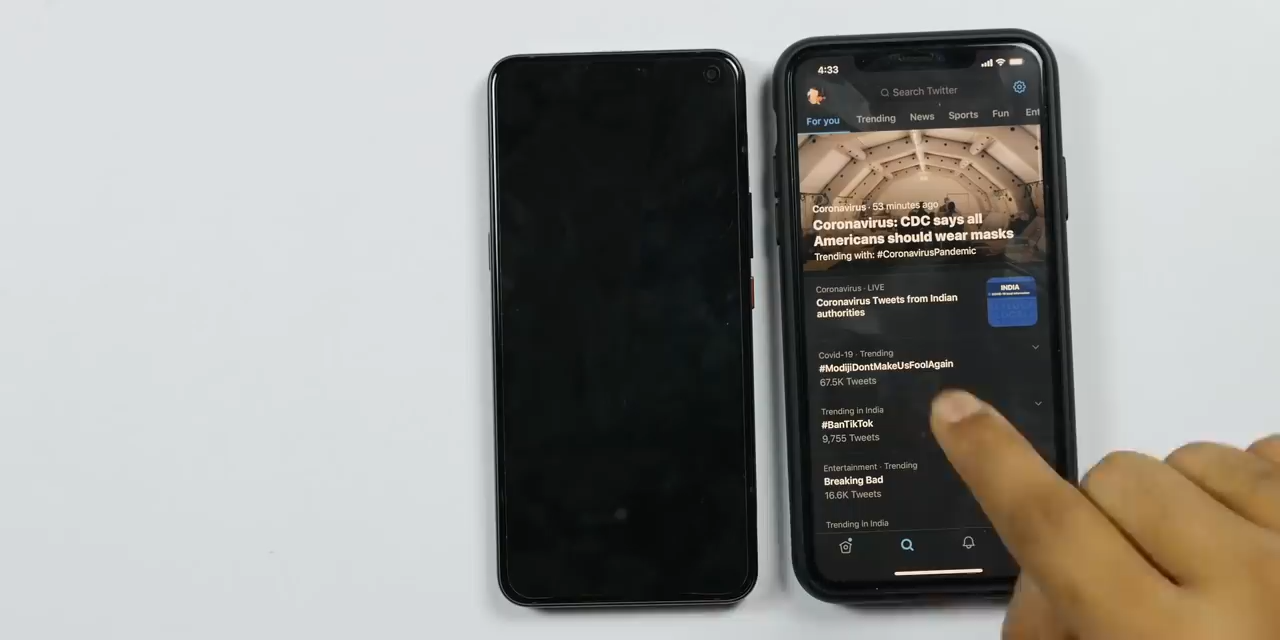 4:33
Search Twitter
For you Trending News Sports Fun Ent
Coronavirus · 53 minutes ago
Coronavirus: CDC says all
Americans should wear masks
Trending with: #CoronavirusPandemic
Coronavirus · LIVE
Coronavirus Tweets from Indian
authorities
INDIA
Covid-19 · Trending
#ModijiDontMakeUsFoolAgain
67.5K Tweets
Trending in India
#BanTikTok
9,755 Tweets
Entertainment · Trending
Breaking Bad
16.6K Tweets
Trending in India